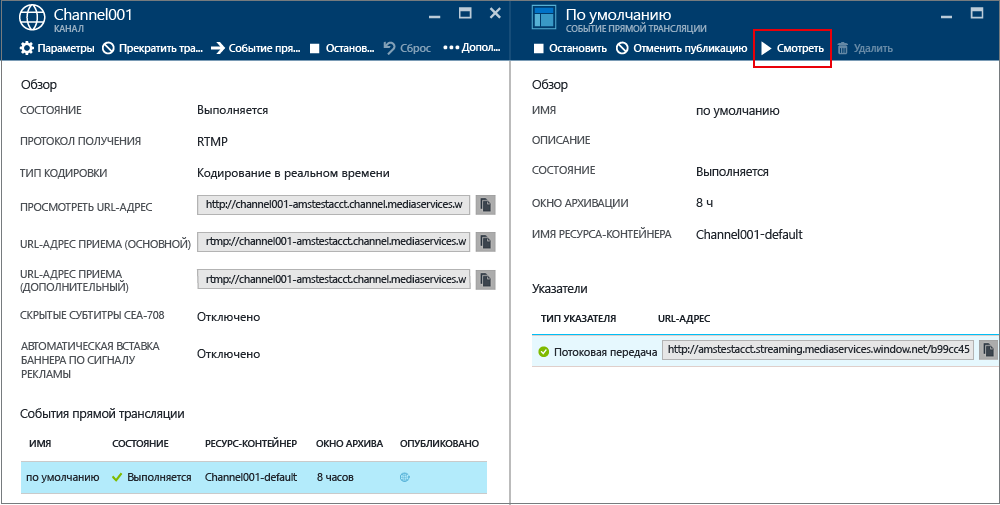 Channel001
КАНАЛ
Параметры Прекратить тра... Событие пря... Останов... Сброс Допол...
Обзор
СОСТОЯНИЕ Выполняется
ПРОТОКОЛ ПОЛУЧЕНИЯ RTMP
ТИП КОДИРОВКИ Кодирование в реальном времени
ПРОСМОТРЕТЬ URL-АДРЕС http://channel001-amstestacct.channel.mediaservices.w
URL-АДРЕС ПРИЕМА (ОСНОВНОЙ) rtmp://channel001-amstestacct.channel.mediaservices.w
URL-АДРЕС ПРИЕМА
(ДОПОЛНИТЕЛЬНЫЙ) rtmp://channel001-amstestacct.channel.mediaservices.w
СКРЫТЫЕ СУБТИТРЫ CEA-708 Отключено
АВТОМАТИЧЕСКАЯ ВСТАВКА
БАННЕРА ПО СИГНАЛУ Отключено
РЕКЛАМЫ
События прямой трансляции
ИМЯ СОСТОЯНИЕ РЕСУРС-КОНТЕЙНЕР ОКНО АРХИВА ОПУБЛИКОВАНО
по умолчанию Выполняется Channel001-default 8 часов
По умолчанию
СОБЫТИЕ ПРЯМОЙ ТРАНСЛЯЦИИ
Остановить Отменить публикацию Смотреть Удалить
Обзор
ИМЯ по умолчанию
ОПИСАНИЕ
СОСТОЯНИЕ Выполняется
ОКНО АРХИВАЦИИ 8 ч
ИМЯ РЕСУРСА-КОНТЕЙНЕРА Channel001-default
Указатели
ТИП УКАЗАТЕЛЯ URL-АДРЕС
Потоковая передача http://amstestacct.streaming.mediaservices.window.net/b99cc45